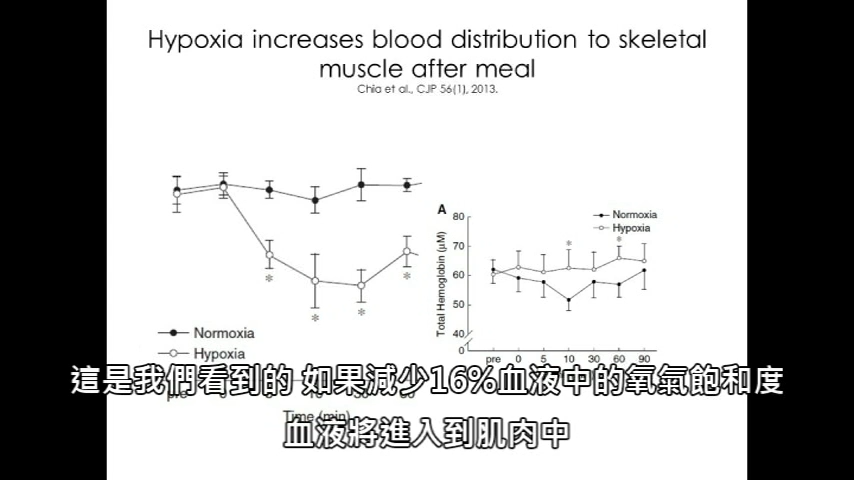 Hypoxia increases blood distribution to skeletal
muscle after meal
Chia et al., CJP 56(1), 2013.
A
80
Normoxia
Hypoxia
70
60
50
40
0
Total Hemoglobin (μM)
*
*
*
*
*
*
pre 0 5 10 30 60 90
Normoxia
Hypoxia
這是我們看到的 如果減少16%血液中的氧氣飽和度
Time (min)
血液將進入到肌肉中